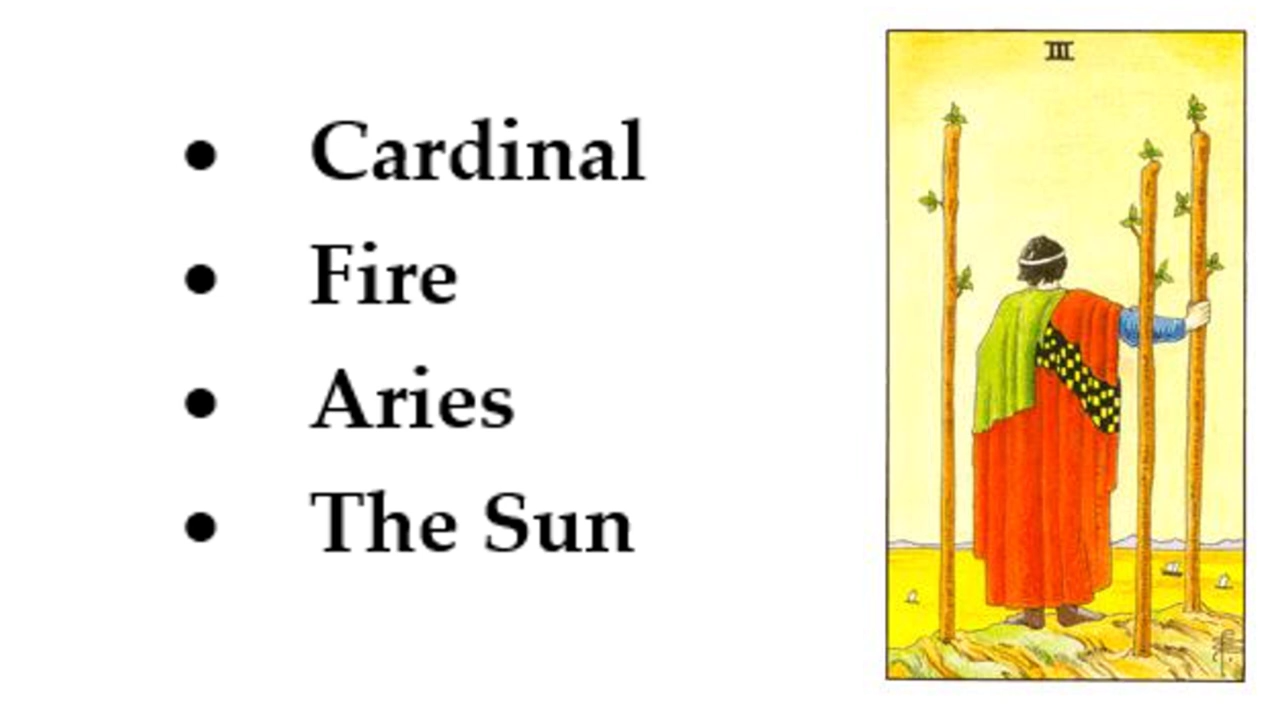 • Cardinal
• Fire
• Aries
• The Sun
III